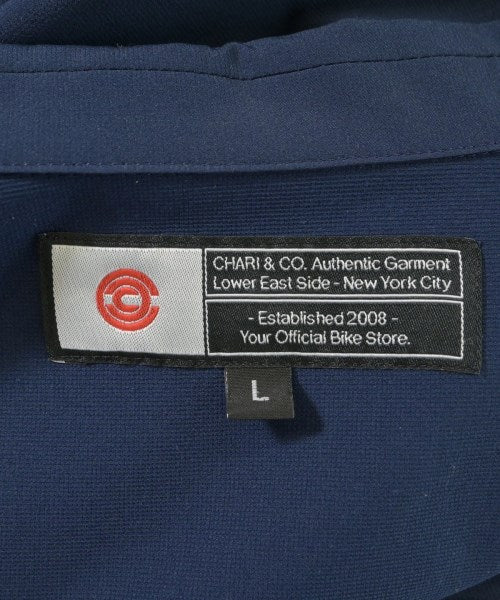 CHARI & CO. Authentic Garment
Lower East Side - New York City
- Established 2008 -
Your Official Bike Store.
L